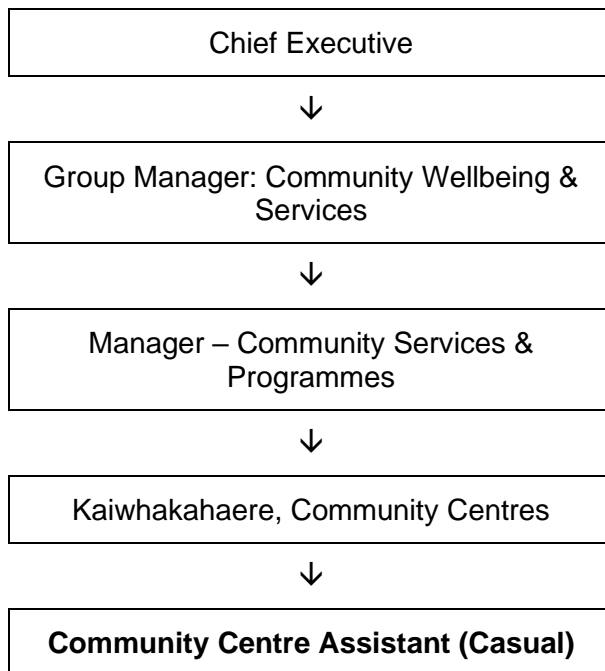 Chief Executive
Group Manager: Community Wellbeing &
Services
Manager – Community Services &
Programmes
Kaiwhakahaere, Community Centres
Community Centre Assistant (Casual)